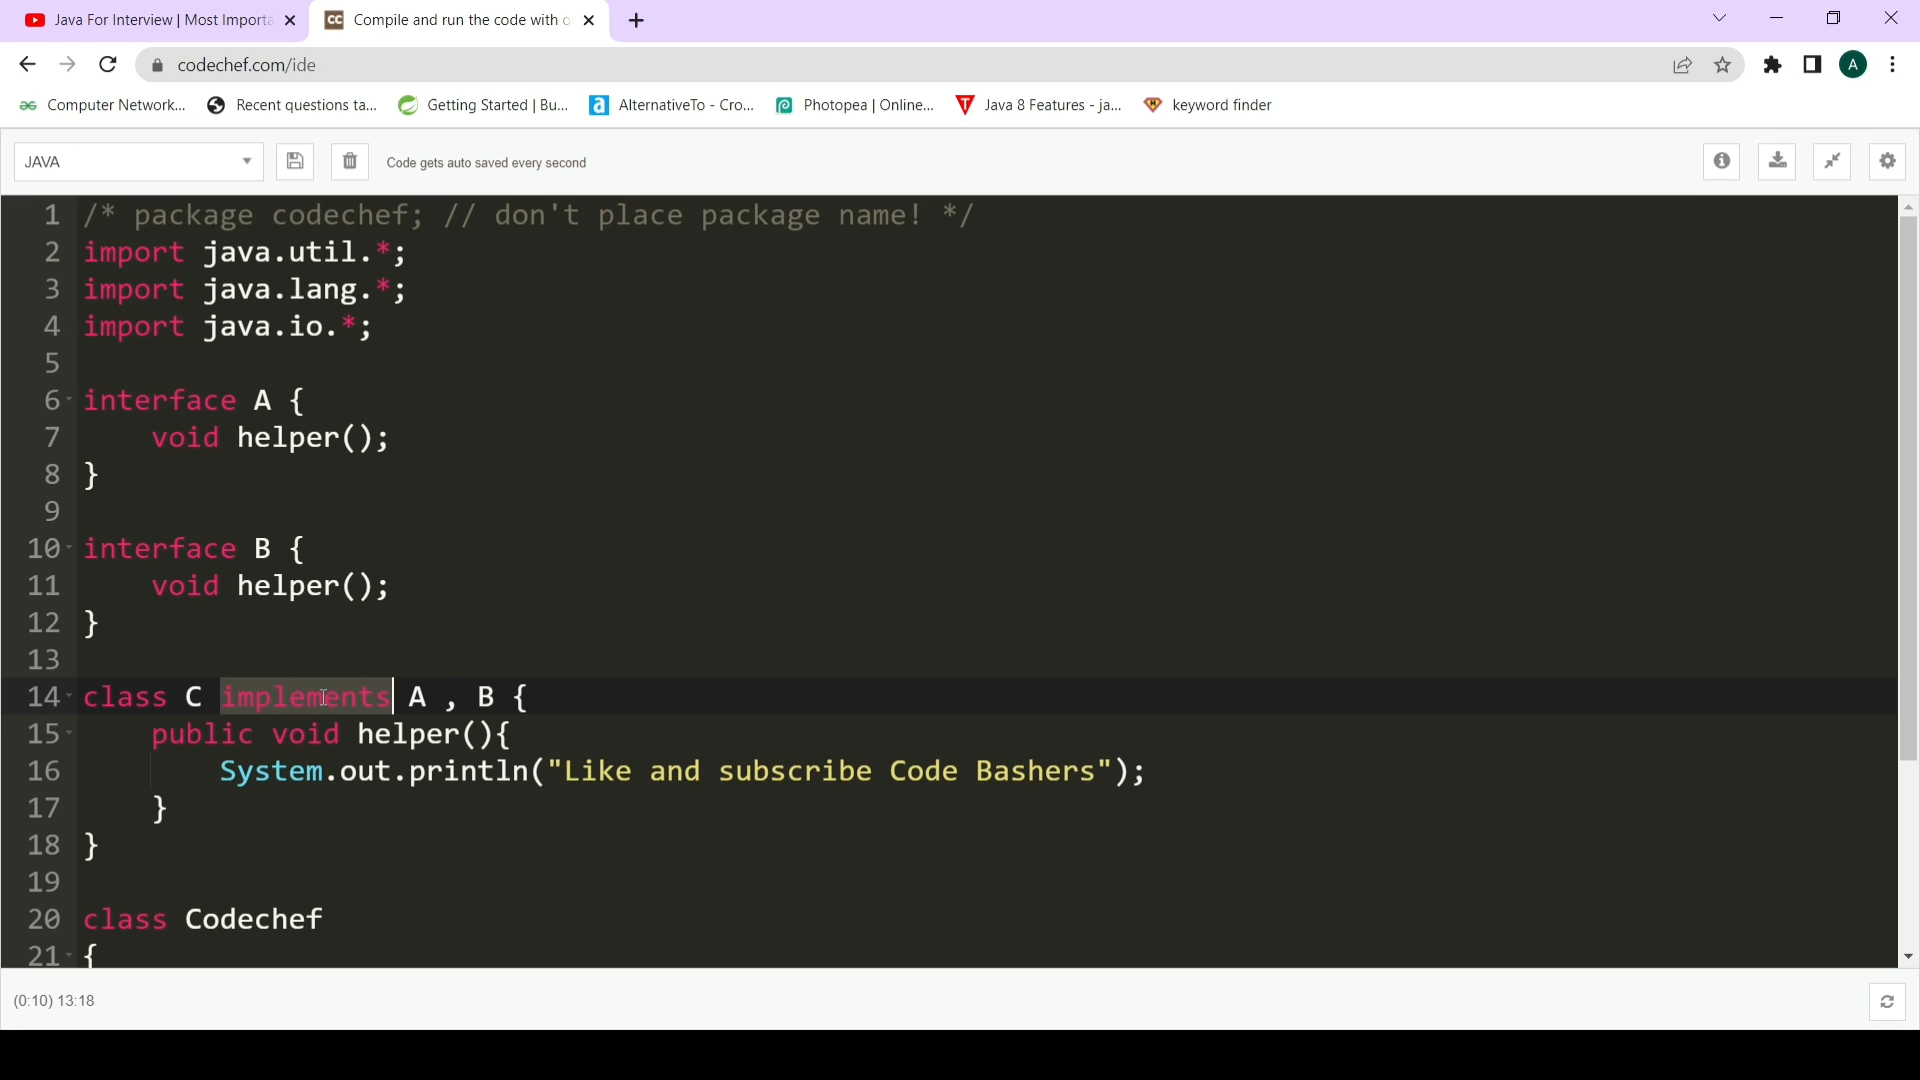 Java For Interview | Most Importa
Compile and run the code with o
codechef.com/ide
A
Computer Network...
Recent questions ta...
Getting Started | Bu...
AlternativeTo - Cro...
Photopea | Online...
Java 8 Features - ja...
keyword finder
JAVA
Code gets auto saved every second
1 /* package codechef; // don't place package name! */
2 import java.util.*;
3 import java.lang.*;
4 import java.io.*;
5
6 interface A {
7 void helper();
8 }
9
10 interface B {
11 void helper();
12 }
13
14 class C implements A , B {
15 public void helper(){
16 System.out.println("Like and subscribe Code Bashers");
17 }
18 }
19
20 class Codechef
21 {
(0:10) 13:18